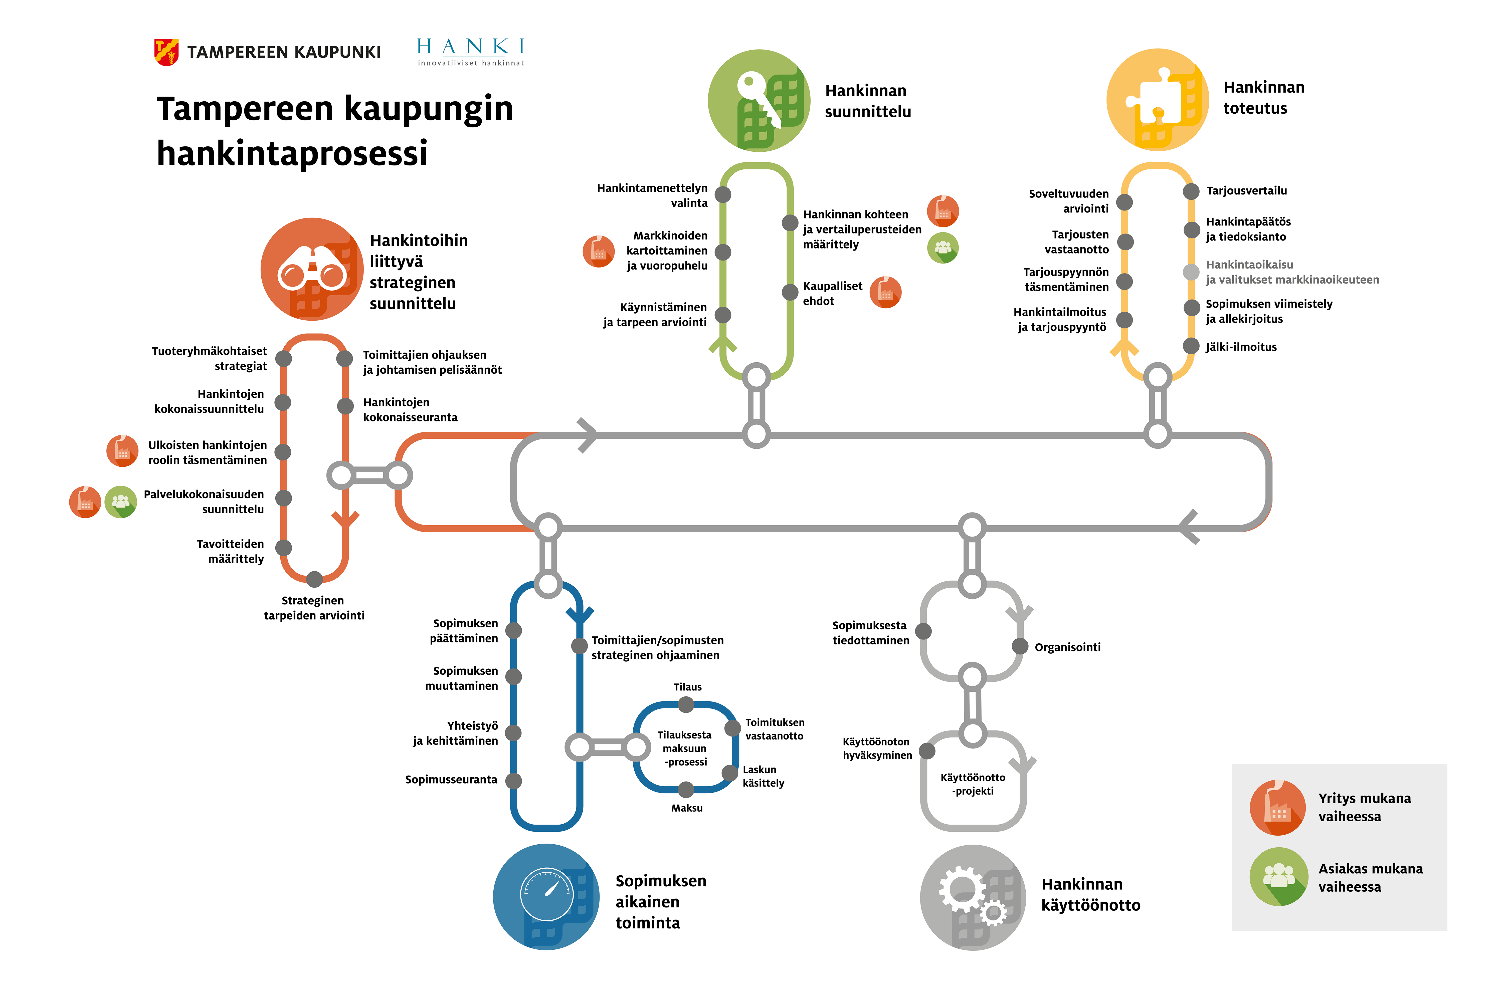 TAMPEREEN KAUPUNKI
HANKI
innovatiiviset hankinnat
Tampereen kaupungin
hankintaprosessi
Hankintoihin
liittyvä
strateginen
suunnittelu
Tuoteryhmäkohtaiset
strategiat
Hankintojen
kokonaissuunnittelu
Ulkoisten hankintojen
roolin täsmentäminen
Palvelukokonaisuuden
suunnittelu
Tavoitteiden
määrittely
Strateginen
tarpeiden arviointi
Toimittajien ohjauksen
ja johtamisen pelisäännöt
Hankintojen
kokonaisseuranta
Hankinnan
suunnittelu
Hankintamenettelyn
valinta
Markkinoiden
kartoittaminen
ja vuoropuhelu
Käynnistäminen
ja tarpeen arviointi
Hankinnan kohteen
ja vertailuperusteiden
määrittely
Kaupalliset
ehdot
Hankinnan
toteutus
Soveltuvuuden
arviointi
Tarjousten
vastaanotto
Tarjouspyynnön
täsmentäminen
Hankintailmoitus
ja tarjouspyyntö
Tarjousvertailu
Hankintapäätös
ja tiedoksianto
Hankintaoikaisu
ja valitukset markkinaoikeuteen
Sopimuksen viimeistely
ja allekirjoitus
Jälki-ilmoitus
Sopimuksen
päättäminen
Sopimuksen
muuttaminen
Yhteistyö
ja kehittäminen
Sopimusseuranta
Toimittajien/sopimusten
strateginen ohjaaminen
Tilaus
Toimituksen
vastaanotto
Tilauksesta
maksuun
-prosessi
Laskun
käsittely
Maksu
Sopimuksen
aikainen
toiminta
Sopimuksesta
tiedottaminen
Organisointi
Käyttöönoton
hyväksyminen
Käyttöönotto
-projekti
Hankinnan
käyttöönotto
Yritys mukana
vaiheessa
Asiakas mukana
vaiheessa